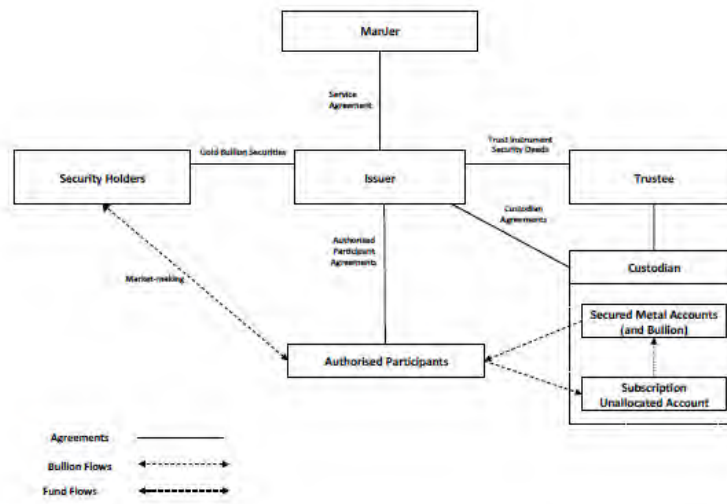 ManJer
Service
Agreement
Gold Bullion Securities
Trust Instrument
Security Deeds
Security Holders
Issuer
Trustee
Custodian
Agreements
Authorised
Participant
Agreements
Custodian
Market-making
Secured Metal Accounts
(and Bullion)
Authorised Participants
Subscription
Unallocated Account
Agreements
Bullion Flows
Fund Flows